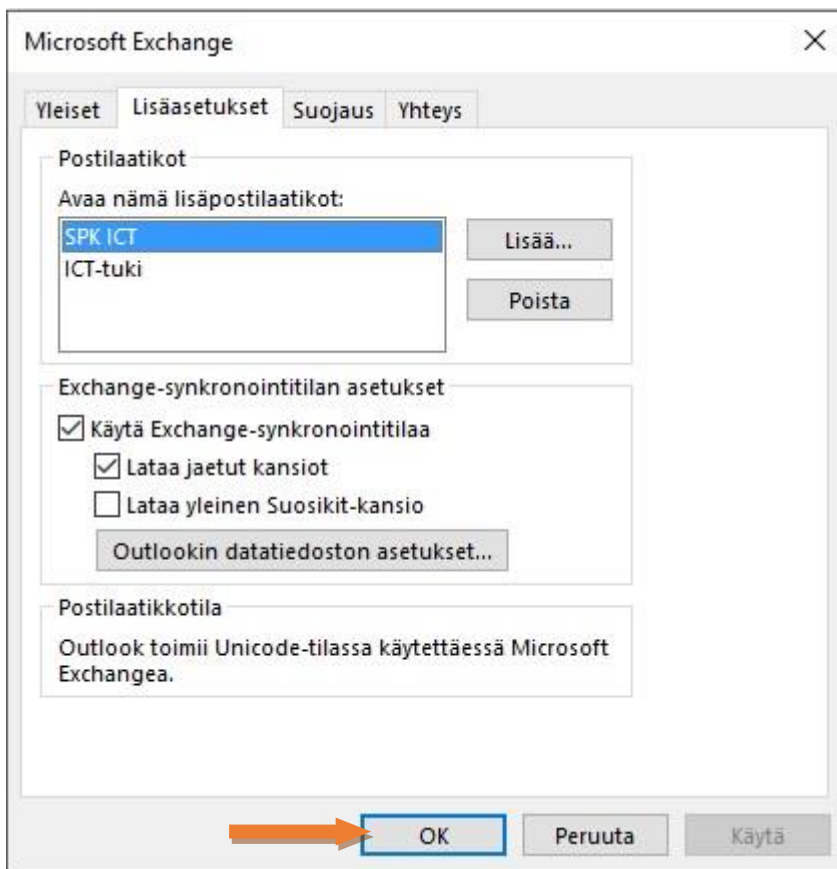 Microsoft Exchange
Yleiset Lisäasetukset Suojaus Yhteys
Postilaatikot
Avaa nämä lisäpostilaatikot:
SPK ICT
ICT-tuki
Lisää...
Poista
Exchange-synkronointitilan asetukset
Käytä Exchange-synkronointitilaa
Lataa jaetut kansiot
Lataa yleinen Suosikit-kansio
Outlookin datatiedoston asetukset...
Postilaatikkotila
Outlook toimii Unicode-tilassa käytettäessä Microsoft
Exchangea.
OK Peruuta Käytä